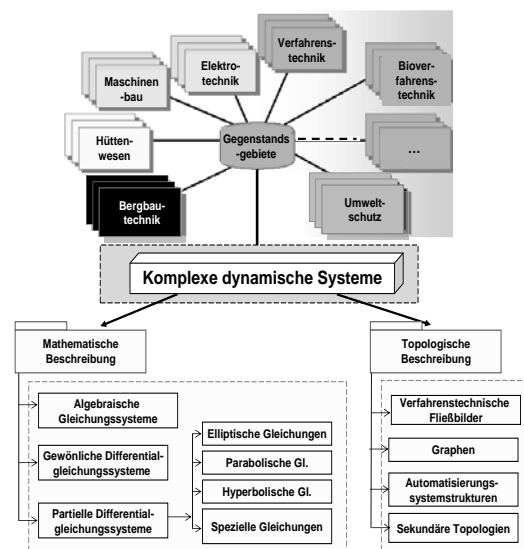 Verfahrens-
technik
Elektro-
technik
Maschinen
-bau
Biover-
fahrens-
technik
Hütten-
wesen
Gegenstands
-gebiete
...
Bergbau-
technik
Umwelt-
schutz
Komplexe dynamische Systeme
Mathematische
Beschreibung
Topologische
Beschreibung
Algebraische
Gleichungssysteme
Gewönliche Differential-
gleichungssysteme
Partielle Differential-
gleichungssysteme
Elliptische Gleichungen
Parabolische Gl.
Hyperbolische Gl.
Spezielle Gleichungen
Verfahrenstechnische
Fließbilder
Graphen
Automatisierungs-
systemstrukturen
Sekundäre Topologien